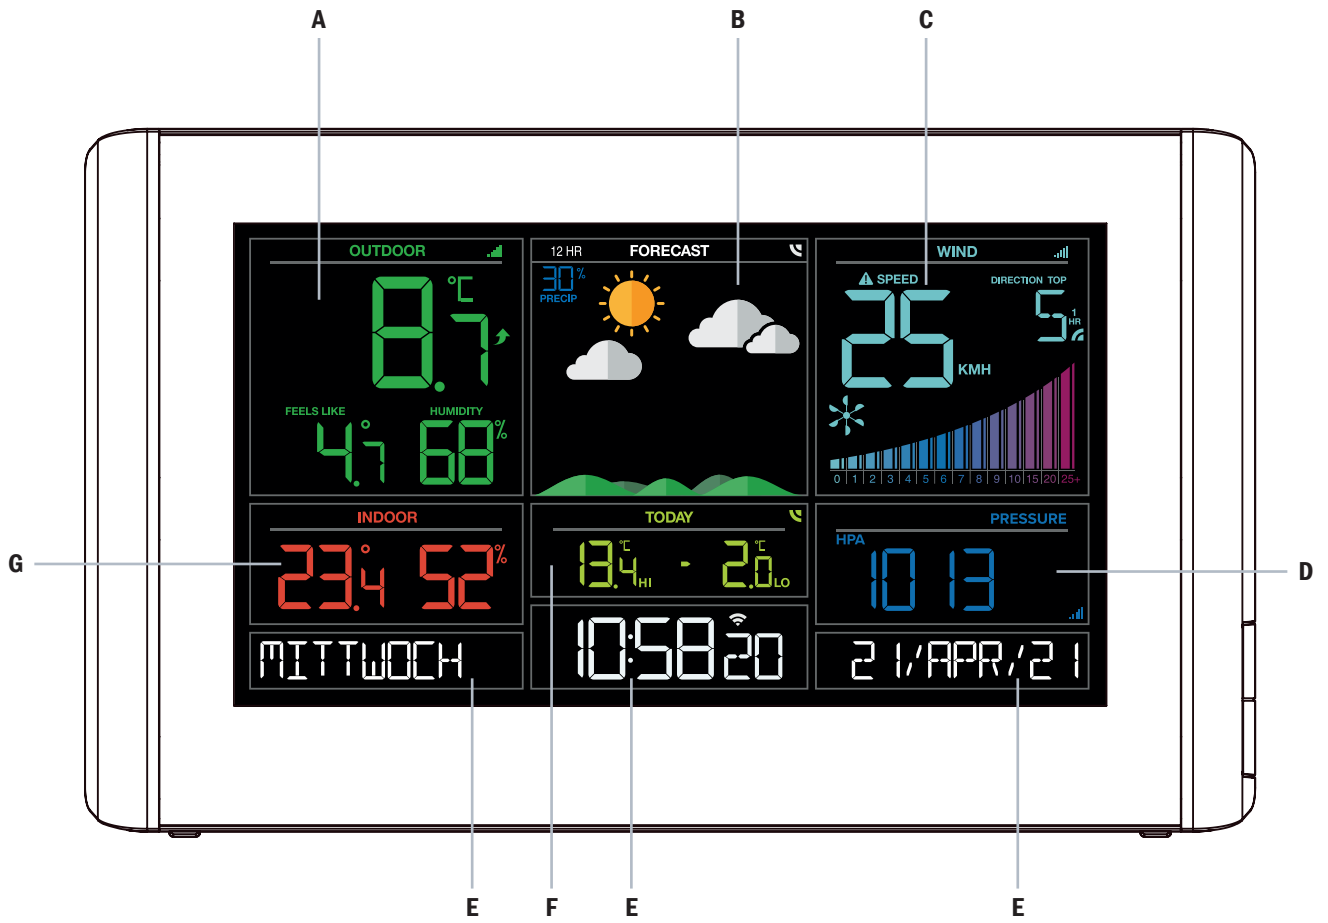 A B C
OUTDOOR
8.7 °C
FEELS LIKE HUMIDITY
4.7° 68%
12 HR FORECAST
30%
PRECIP
WIND
SPEED DIRECTION TOP
25 KMH 5 1 HR
0 1 2 3 4 5 6 7 8 9 10 15 20 25+
G
INDOOR
23.4° 52%
TODAY
13.4 °C HI - 2.0 °C LO
PRESSURE
HPA
1013
D
MITTWOCH
10:58 20
21/APR/21
E F E E